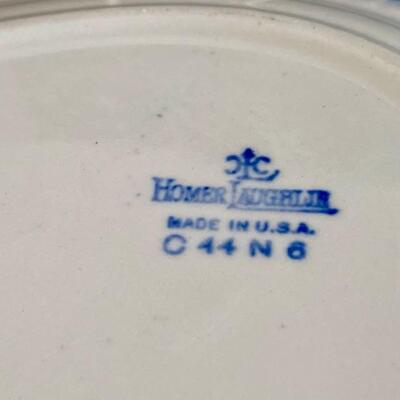 HOMER LAUGHLIN
MADE IN U.S.A.
C 44 N 6